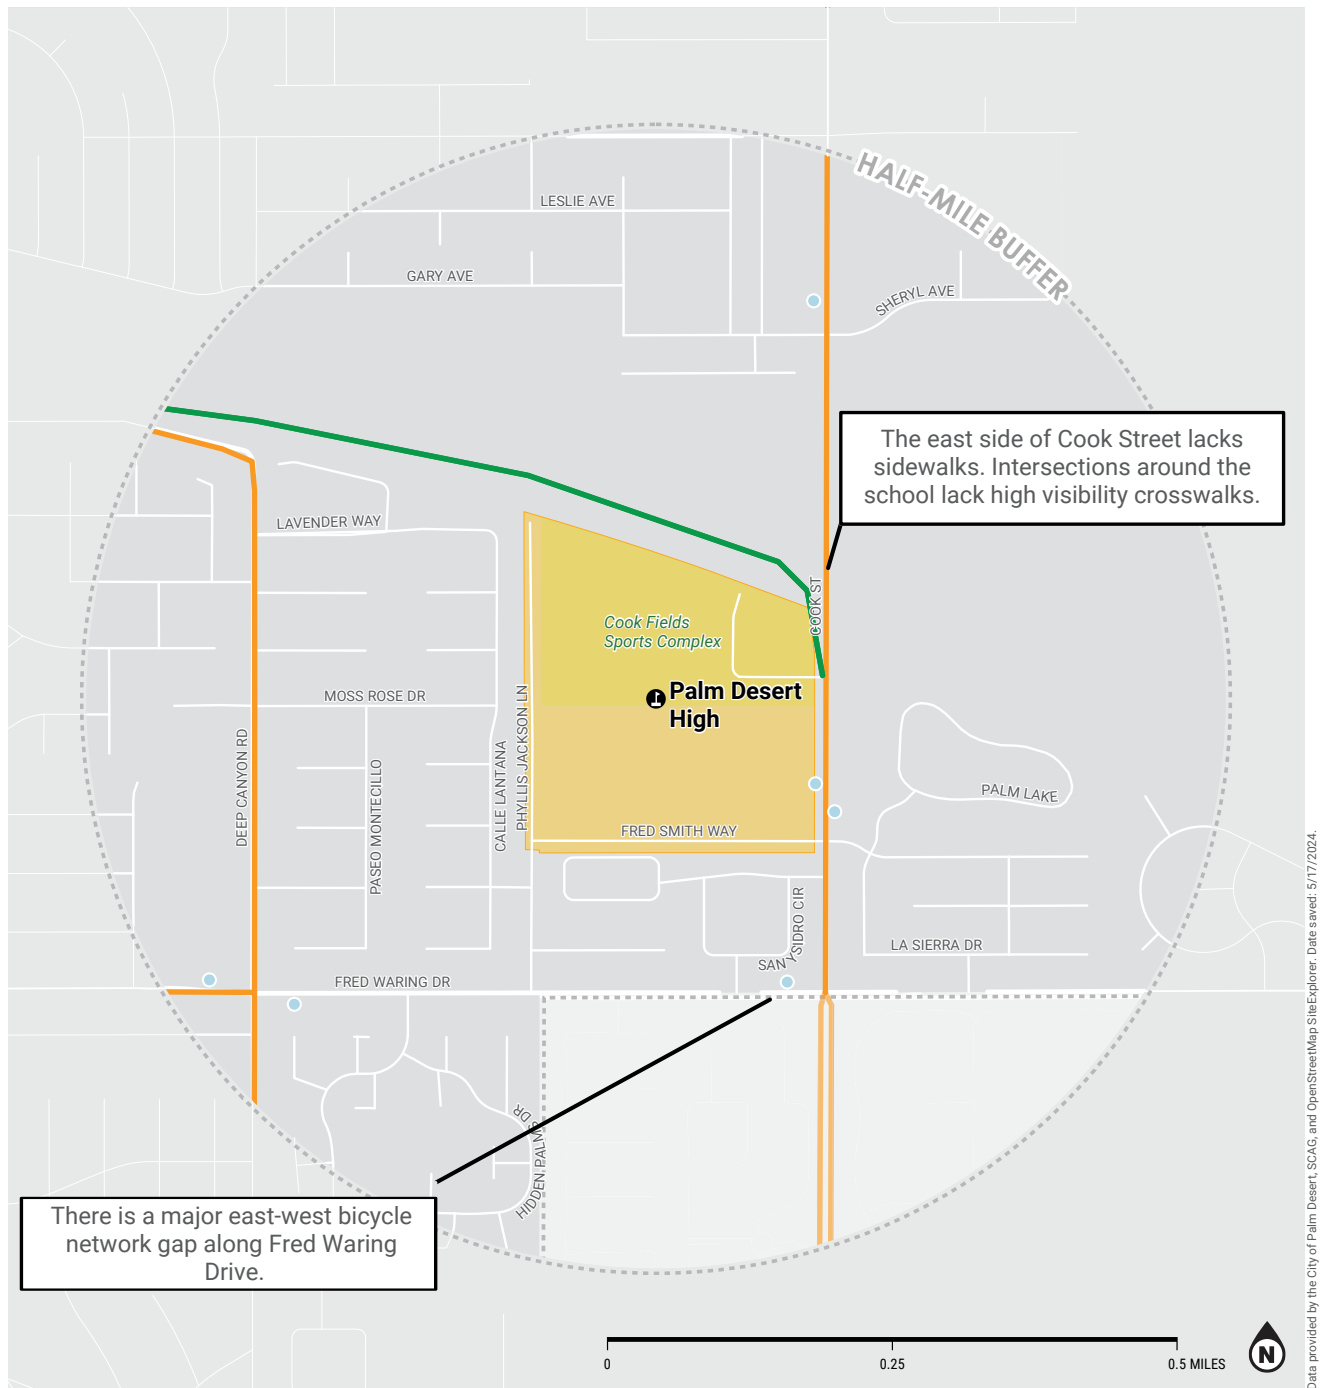 HALF-MILE BUFFER
LESLIE AVE
GARY AVE
SHERYL AVE
The east side of Cook Street lacks
sidewalks. Intersections around the
school lack high visibility crosswalks.
LAVENDER WAY
COOK ST
Cook Fields
Sports Complex
Palm Desert
High
MOSS ROSE DR
DEEP CANYON RD
PASEO MONTECILLO
CALLE LANTANA
PHYLLIS JACKSON LN
PALM LAKE
FRED SMITH WAY
SAN YSIDRO CIR
LA SIERRA DR
FRED WARING DR
HIDDEN PALMS DR
There is a major east-west bicycle
network gap along Fred Waring
Drive.
0
0.25
0.5 MILES
N
Data provided by the City of Palm Desert, SCAG, and OpenStreetMap SiteExplorer. Date saved: 5/17/2024.